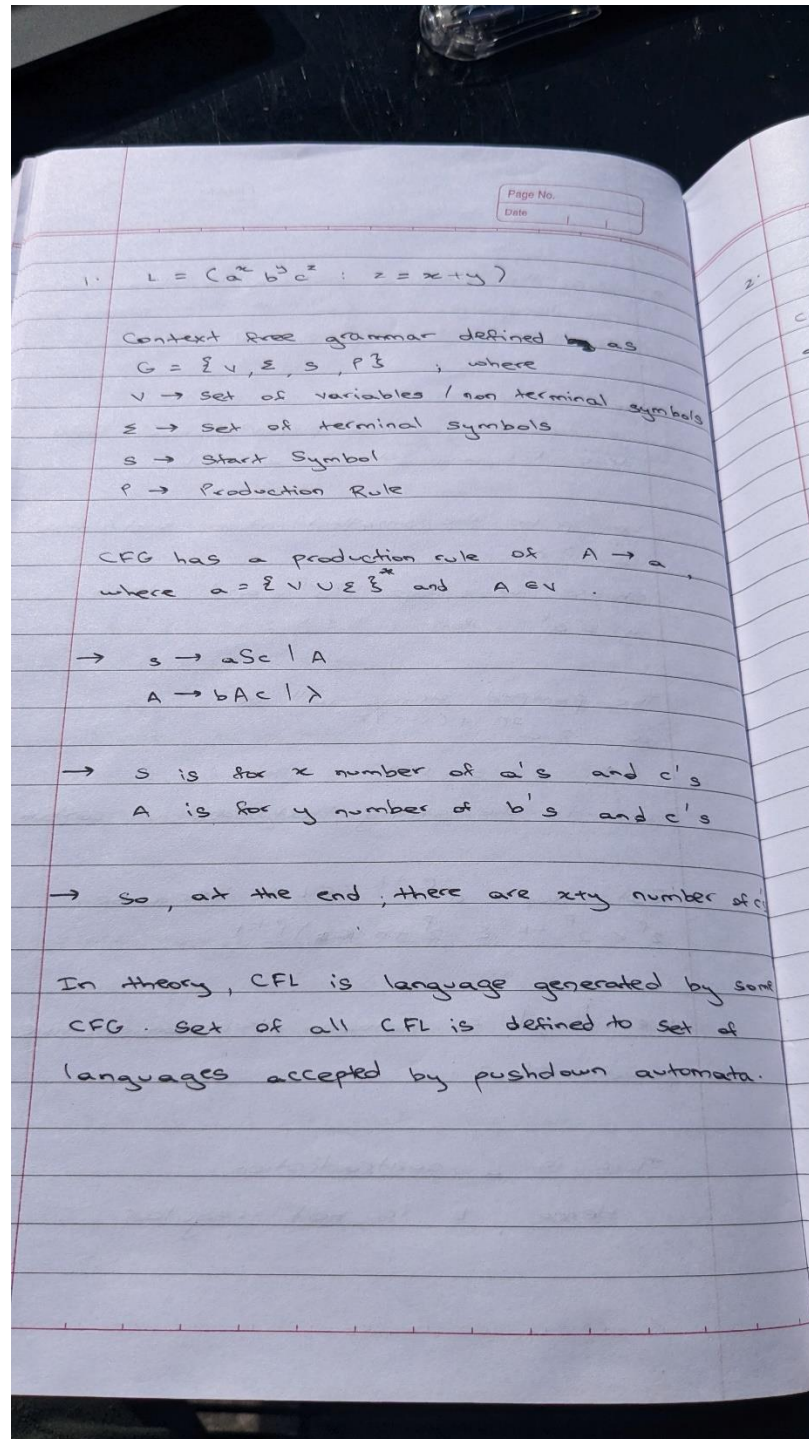 Page No.
Date
1. L = (a^x b^y c^z : z = x+y)
2.
Context free grammar defined as
G = {V, Σ, S, P} , where
V → set of variables / non terminal symbols
Σ → set of terminal symbols
S → Start Symbol
P → Production Rule
CFG has a production rule of A → a,
where a = {V ∪ Σ}* and A ∈ V .
→ S → aSc | A
A → bAc | λ
→ S is for x number of a's and c's
A is for y number of b's and c's
→ So, at the end, there are x+y number of c's
In theory, CFL is language generated by some
CFG. Set of all CFL is defined to set of
languages accepted by pushdown automata.